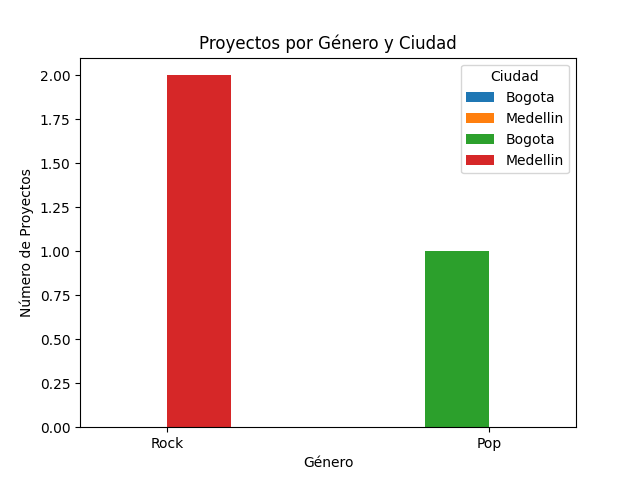 Proyectos por Género y Ciudad
Ciudad
Bogota
Medellin
Bogota
Medellin
Número de Proyectos
2.00
1.75
1.50
1.25
1.00
0.75
0.50
0.25
0.00
Rock
Pop
Género